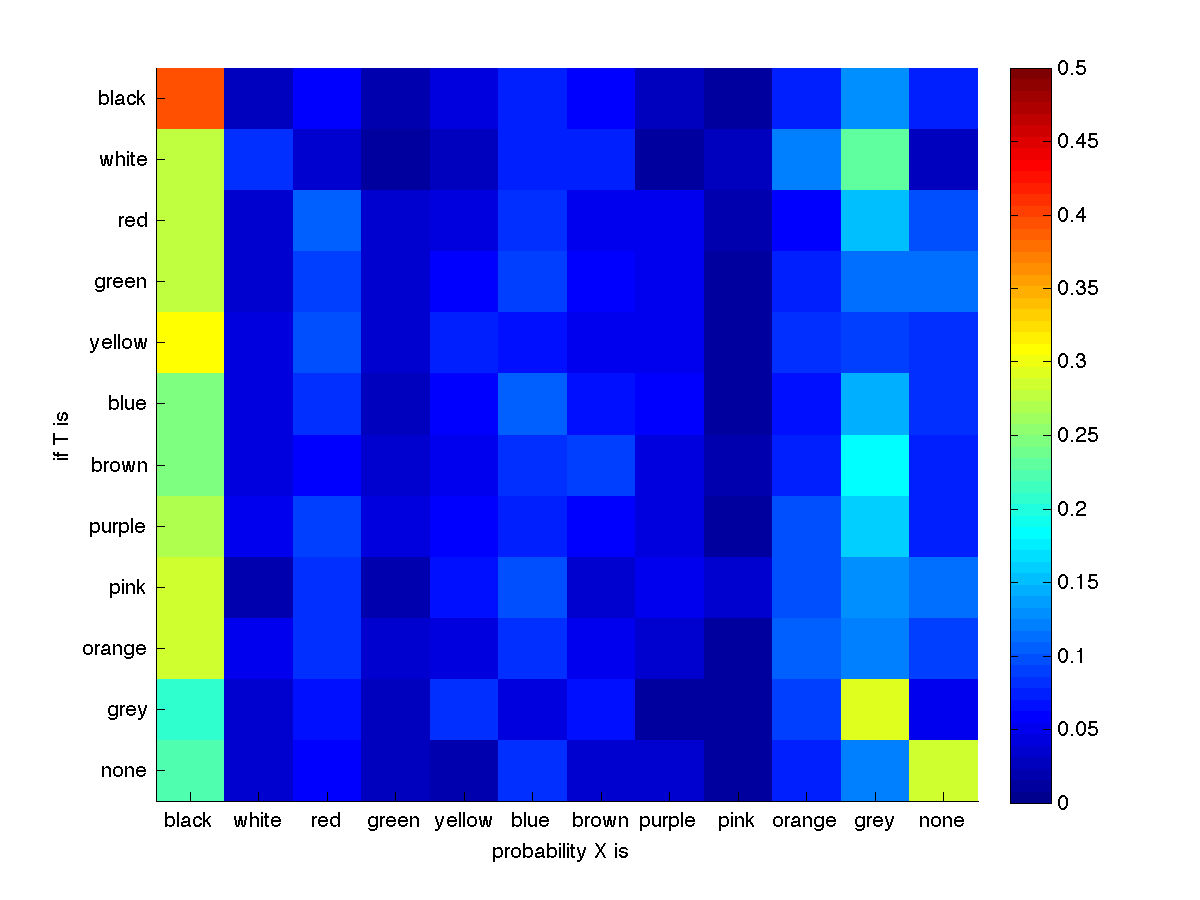 if T is
black
white
red
green
yellow
blue
brown
purple
pink
orange
grey
none
black white red green yellow blue brown purple pink orange grey none
probability X is
0.5
0.45
0.4
0.35
0.3
0.25
0.2
0.15
0.1
0.05
0